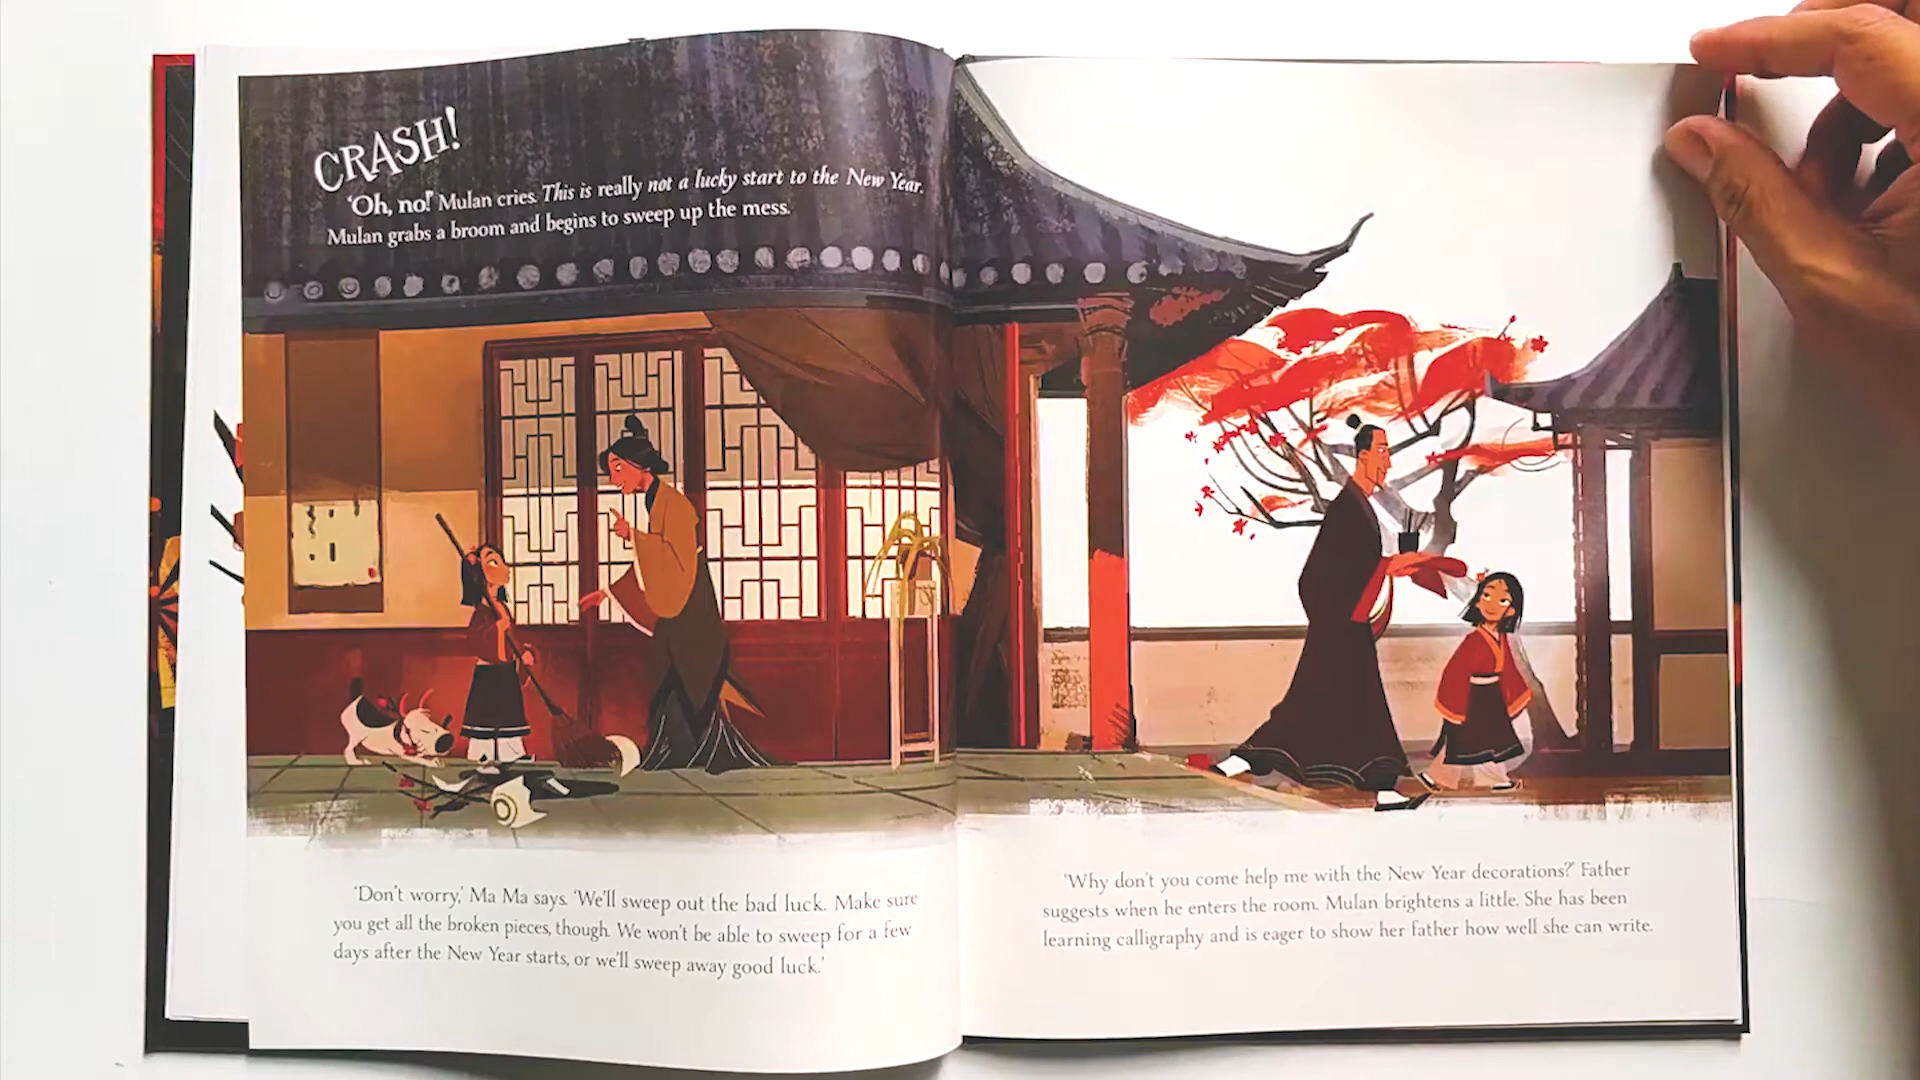 CRASH!
‘Oh, no!’ Mulan cries. This is really not a lucky start to the New Year.
Mulan grabs a broom and begins to sweep up the mess.
‘Don’t worry,’ Ma Ma says. ‘We’ll sweep out the bad luck. Make sure
you get all the broken pieces, though. We won’t be able to sweep for a few
days after the New Year starts, or we’ll sweep away good luck.’
‘Why don’t you come help me with the New Year decorations?’ Father
suggests when he enters the room. Mulan brightens a little. She has been
learning calligraphy and is eager to show her father how well she can write.